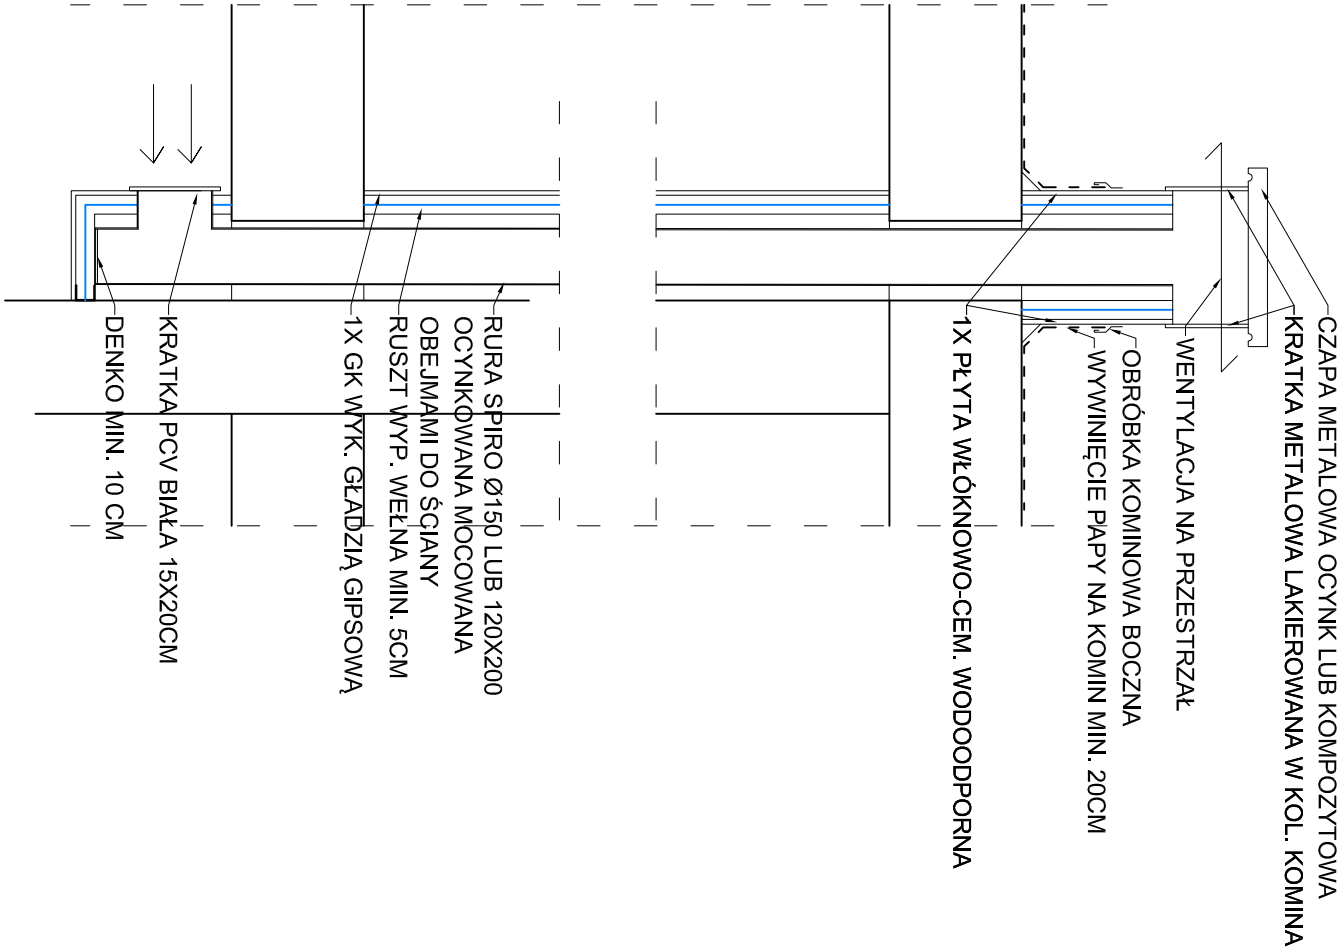 CZAPA METALOWA OCYNK LUB KOMPOZYTOWA
KRATKA METALOWA LAKIEROWANA W KOL. KOMINA
WENTYLACJA NA PRZESTRZAŁ
OBRÓBKA KOMINOWA BOCZNA
WYWINIĘCIE PAPY NA KOMIN MIN. 20CM
1X PŁYTA WŁÓKNOWO-CEM. WODOODPORNA
RURA SPIRO Ø150 LUB 120X200
OCYNKOWANA MOCOWANA
OBEJMAMI DO ŚCIANY
RUSZT WYP. WEŁNA MIN. 5CM
1X GK WYK. GŁADZIĄ GIPSOWĄ
KRATKA PCV BIAŁA 15X20CM
DENKO MIN. 10 CM